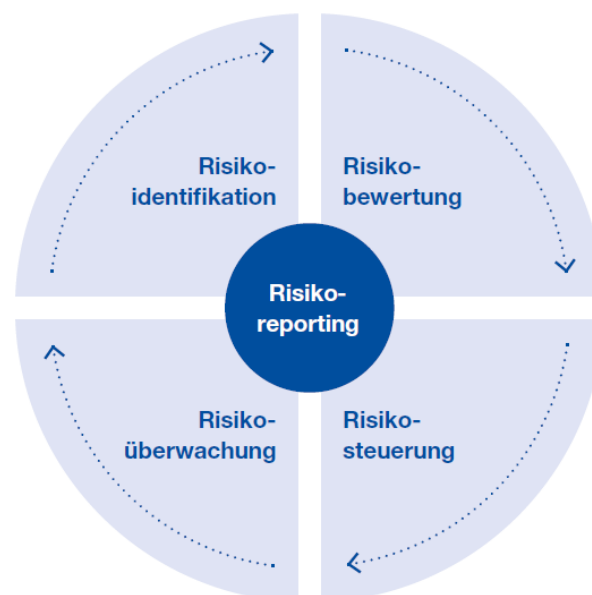 Risiko-
identifikation
Risiko-
bewertung
Risiko-
reporting
Risiko-
überwachung
Risiko-
steuerung